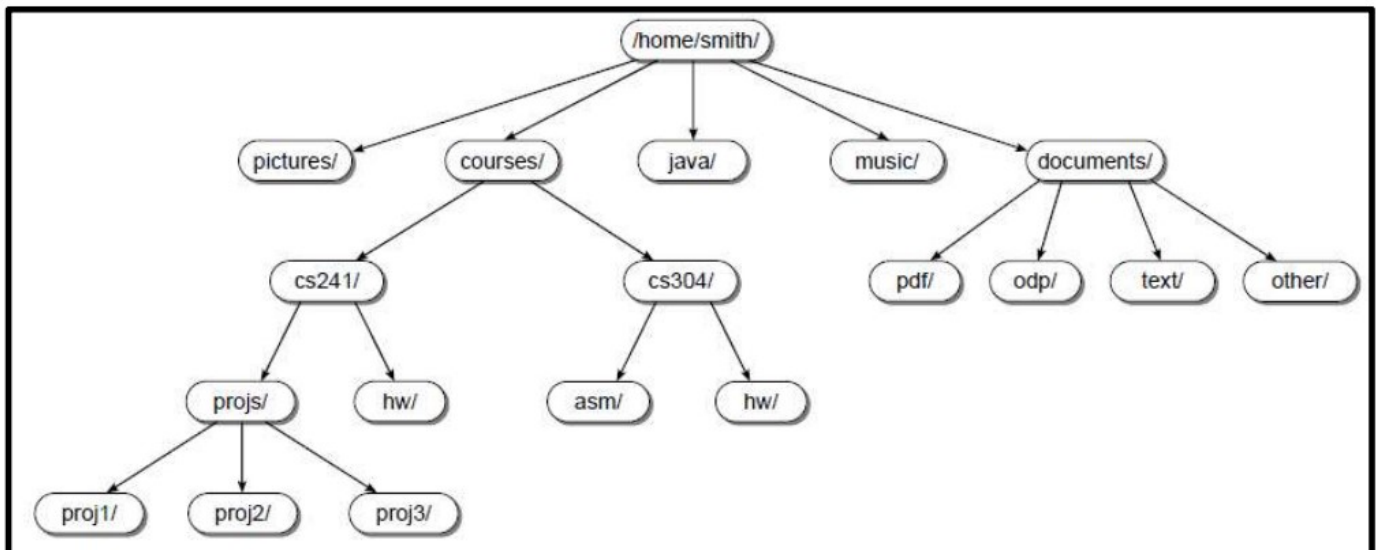 /home/smith/
pictures/ courses/ java/ music/ documents/
cs241/ cs304/ pdf/ odp/ text/ other/
projs/ hw/ asm/ hw/
proj1/ proj2/ proj3/